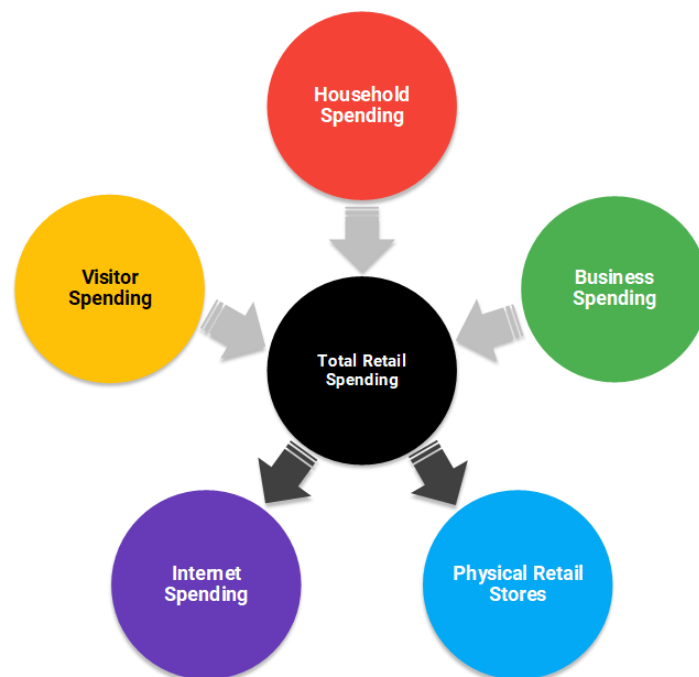 Household
Spending
Visitor
Spending
Business
Spending
Total Retail
Spending
Internet
Spending
Physical Retail
Stores